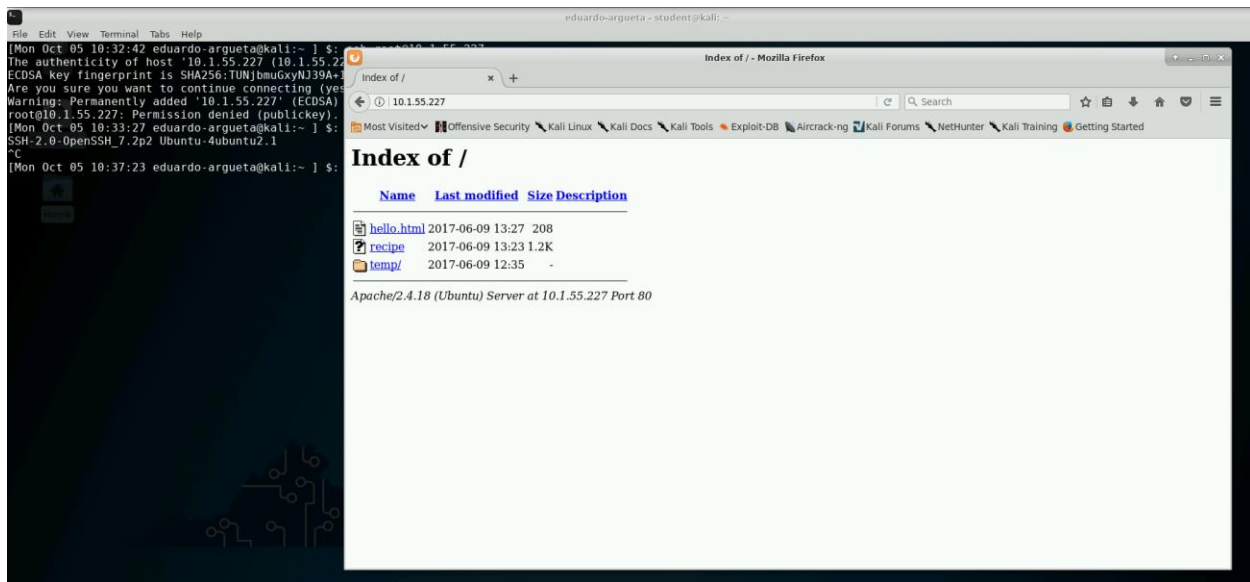 eduardo-argueta - student@kali: ~
File Edit View Terminal Tabs Help
[Mon Oct 05 10:32:42 eduardo-argueta@kali:~ ] $:
The authenticity of host '10.1.55.227 (10.1.55.22
ECDSA key fingerprint is SHA256:TUNjbmuGxyNJ39A+
Are you sure you want to continue connecting (yes
Warning: Permanently added '10.1.55.227' (ECDSA)
root@10.1.55.227: Permission denied (publickey).
[Mon Oct 05 10:33:27 eduardo-argueta@kali:~ ] $:
SSH-2.0-OpenSSH_7.2p2 Ubuntu-4ubuntu2.1
^C
[Mon Oct 05 10:37:23 eduardo-argueta@kali:~ ] $:
Home
Index of / - Mozilla Firefox
Index of /
10.1.55.227
Search
Most Visited Offensive Security Kali Linux Kali Docs Kali Tools Exploit-DB Aircrack-ng Kali Forums NetHunter Kali Training Getting Started
Index of /
Name Last modified Size Description
hello.html 2017-06-09 13:27 208
recipe 2017-06-09 13:23 1.2K
temp/ 2017-06-09 12:35 -
Apache/2.4.18 (Ubuntu) Server at 10.1.55.227 Port 80